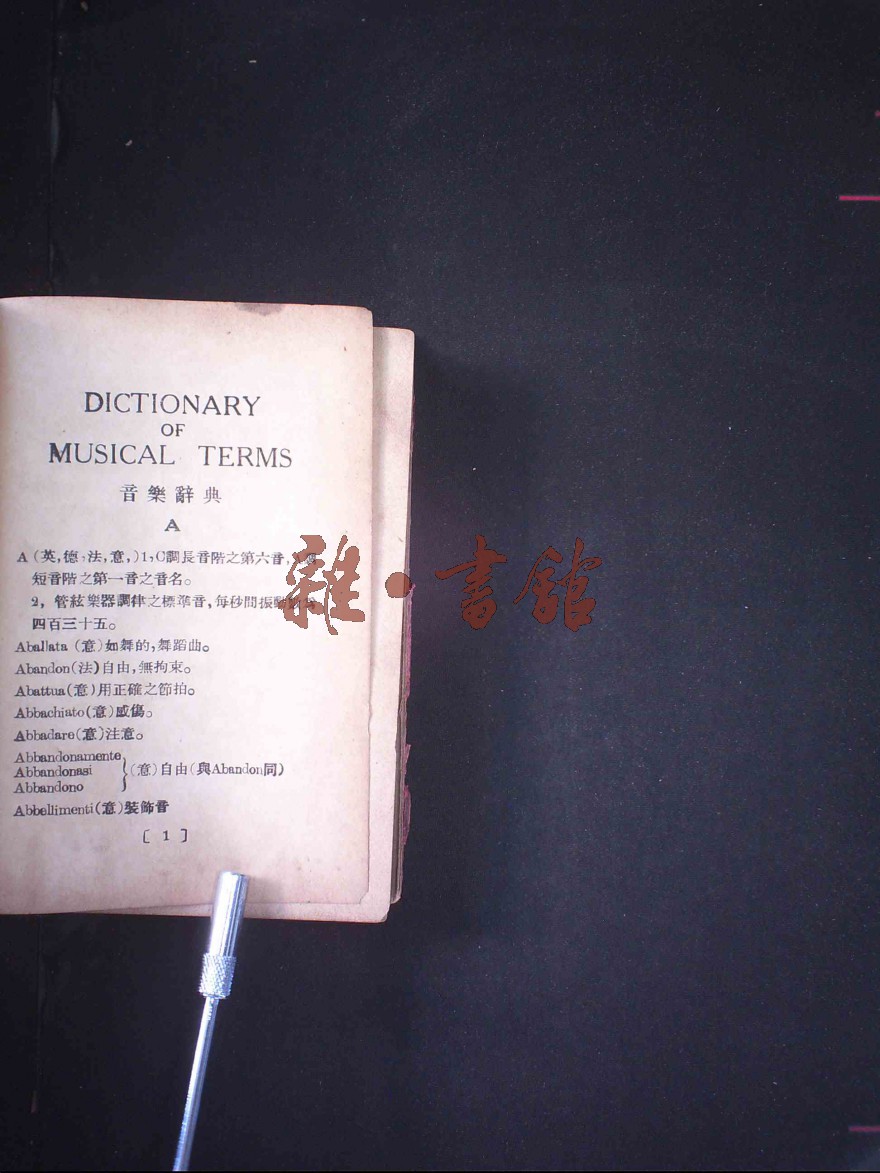 DICTIONARY
OF
MUSICAL TERMS
音樂辭典
A
A (英,德,法,意,)1,C調長音階之第六音,
短音階之第一音之音名。
2, 管絃樂器調律之標準音,每秒間振
四百三十五。
Aballata (意)如舞的,舞蹈曲。
Abandon(法)自由,無拘束。
Abattua(意)用正確之節拍。
Abbachiato(意)感傷。
Abbadare(意)注意。
Abbandonamente
Abbandonasi (意)自由(與Abandon同)
Abbandono
Abbellimenti(意)裝飾音
[ 1 ]
雜·書館